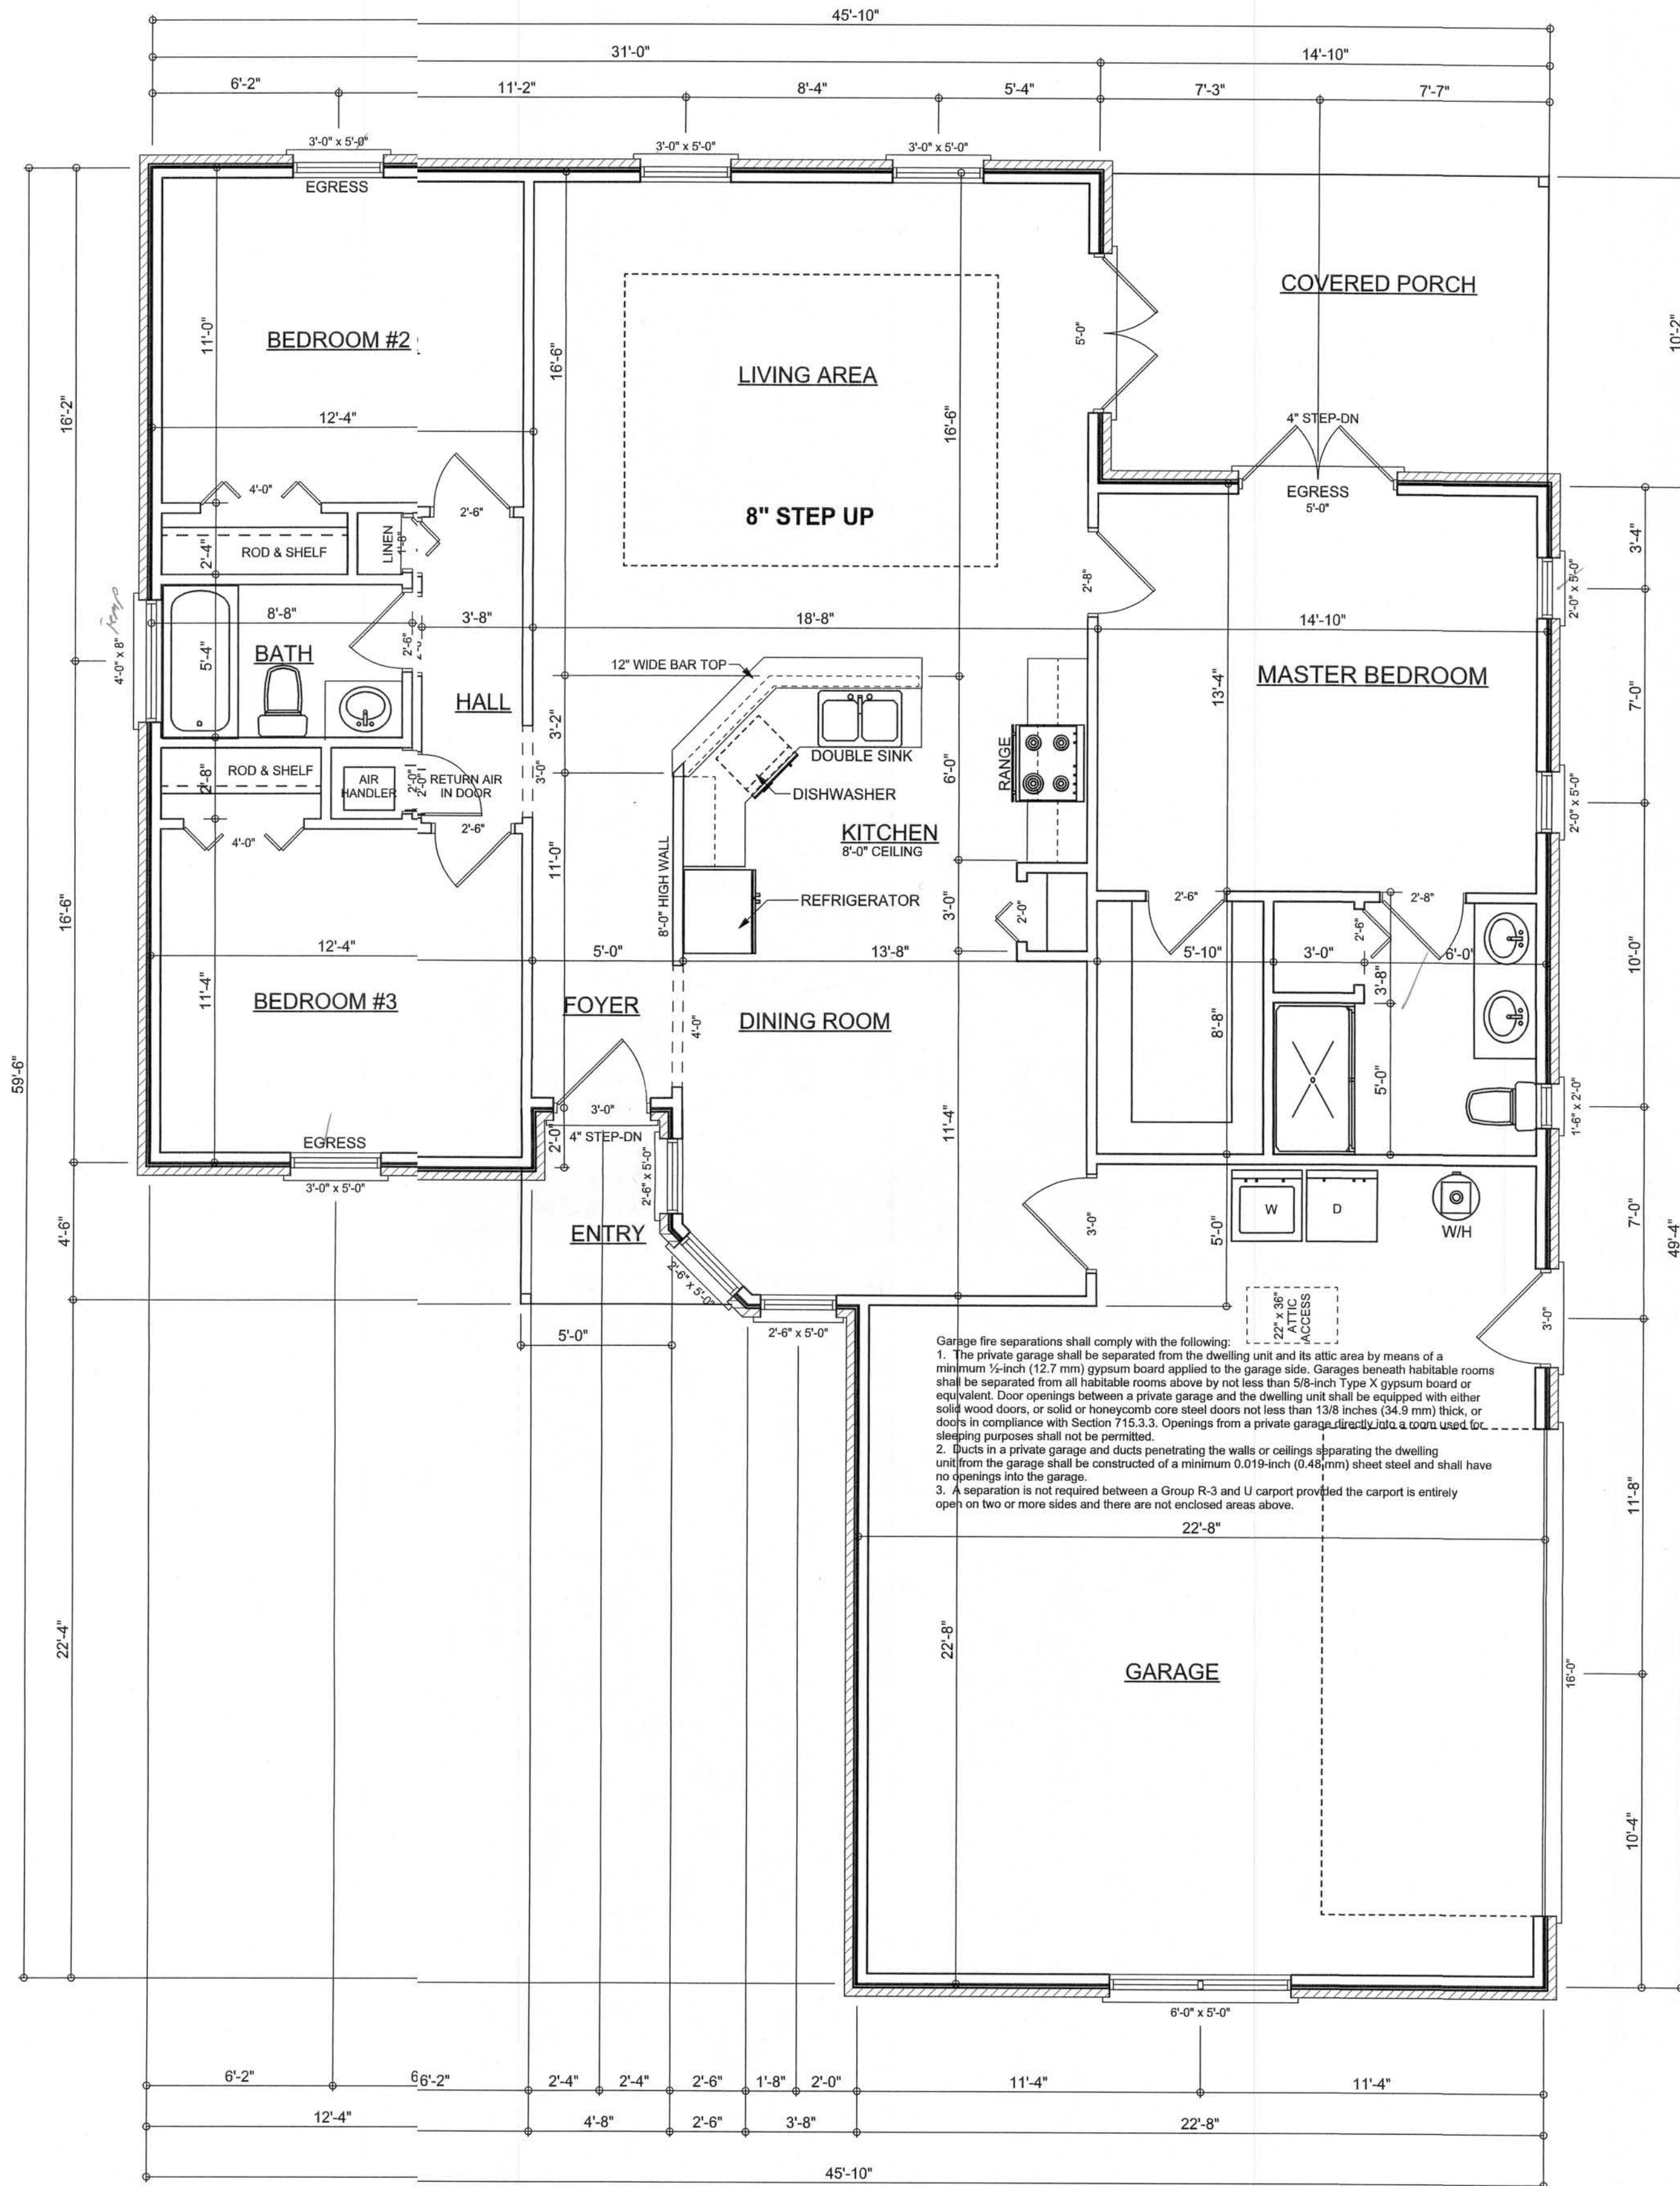 45'-10"
31'-0"
14'-10"
6'-2"
11'-2"
8'-4"
5'-4"
7'-3"
7'-7"
3'-0" x 5'-0"
3'-0" x 5'-0"
3'-0" x 5'-0"
EGRESS
COVERED PORCH
10'-2"
11'-0"
BEDROOM #2
16'-6"
LIVING AREA
5'-0"
16'-2"
12'-4"
16'-6"
4" STEP-DN
4'-0"
2'-6"
8" STEP UP
EGRESS
5'-0"
3'-4"
2'-4"
ROD & SHELF
LINEN
1'-8"
2'-8"
2'-0" x 5'-0"
4'-0" x 8"
8'-8"
3'-8"
18'-8"
14'-10"
5'-4"
BATH
2'-6"
12" WIDE BAR TOP
13'-4"
MASTER BEDROOM
7'-0"
HALL
3'-2"
DOUBLE SINK
6'-0"
RANGE
2'-8"
ROD & SHELF
AIR
HANDLER
2'-0"
2'-0"
RETURN AIR
IN DOOR
3'-0"
DISHWASHER
2'-0" x 5'-0"
4'-0"
2'-6"
KITCHEN
8'-0" CEILING
11'-0"
8'-0" HIGH WALL
REFRIGERATOR
3'-0"
2'-0"
2'-6"
2'-8"
16'-6"
12'-4"
5'-0"
13'-8"
5'-10"
3'-0"
2'-6"
6'-0"
10'-0"
11'-4"
BEDROOM #3
FOYER
4'-0"
DINING ROOM
8'-8"
3'-8"
59'-6"
5'-0"
3'-0"
4" STEP-DN
2'-0"
11'-4"
1'-6" x 2'-0"
EGRESS
3'-0" x 5'-0"
2'-6" x 5'-0"
4'-6"
ENTRY
3'-0"
5'-0"
W
D
W/H
7'-0"
49'-4"
2'-6" x 5'-0"
5'-0"
2'-6" x 5'-0"
22" x 36"
ATTIC
ACCESS
3'-0"
Garage fire separations shall comply with the following:
1. The private garage shall be separated from the dwelling unit and its attic area by means of a
minimum ½-inch (12.7 mm) gypsum board applied to the garage side. Garages beneath habitable rooms
shall be separated from all habitable rooms above by not less than 5/8-inch Type X gypsum board or
equivalent. Door openings between a private garage and the dwelling unit shall be equipped with either
solid wood doors, or solid or honeycomb core steel doors not less than 13/8 inches (34.9 mm) thick, or
doors in compliance with Section 715.3.3. Openings from a private garage directly into a room used for
sleeping purposes shall not be permitted.
2. Ducts in a private garage and ducts penetrating the walls or ceilings separating the dwelling
unit from the garage shall be constructed of a minimum 0.019-inch (0.48 mm) sheet steel and shall have
no openings into the garage.
3. A separation is not required between a Group R-3 and U carport provided the carport is entirely
open on two or more sides and there are not enclosed areas above.
11'-8"
22'-8"
22'-4"
22'-8"
GARAGE
16'-0"
10'-4"
6'-0" x 5'-0"
6'-2"
6
6'-2"
2'-4"
2'-4"
2'-6"
1'-8"
2'-0"
11'-4"
11'-4"
12'-4"
4'-8"
2'-6"
3'-8"
22'-8"
45'-10"